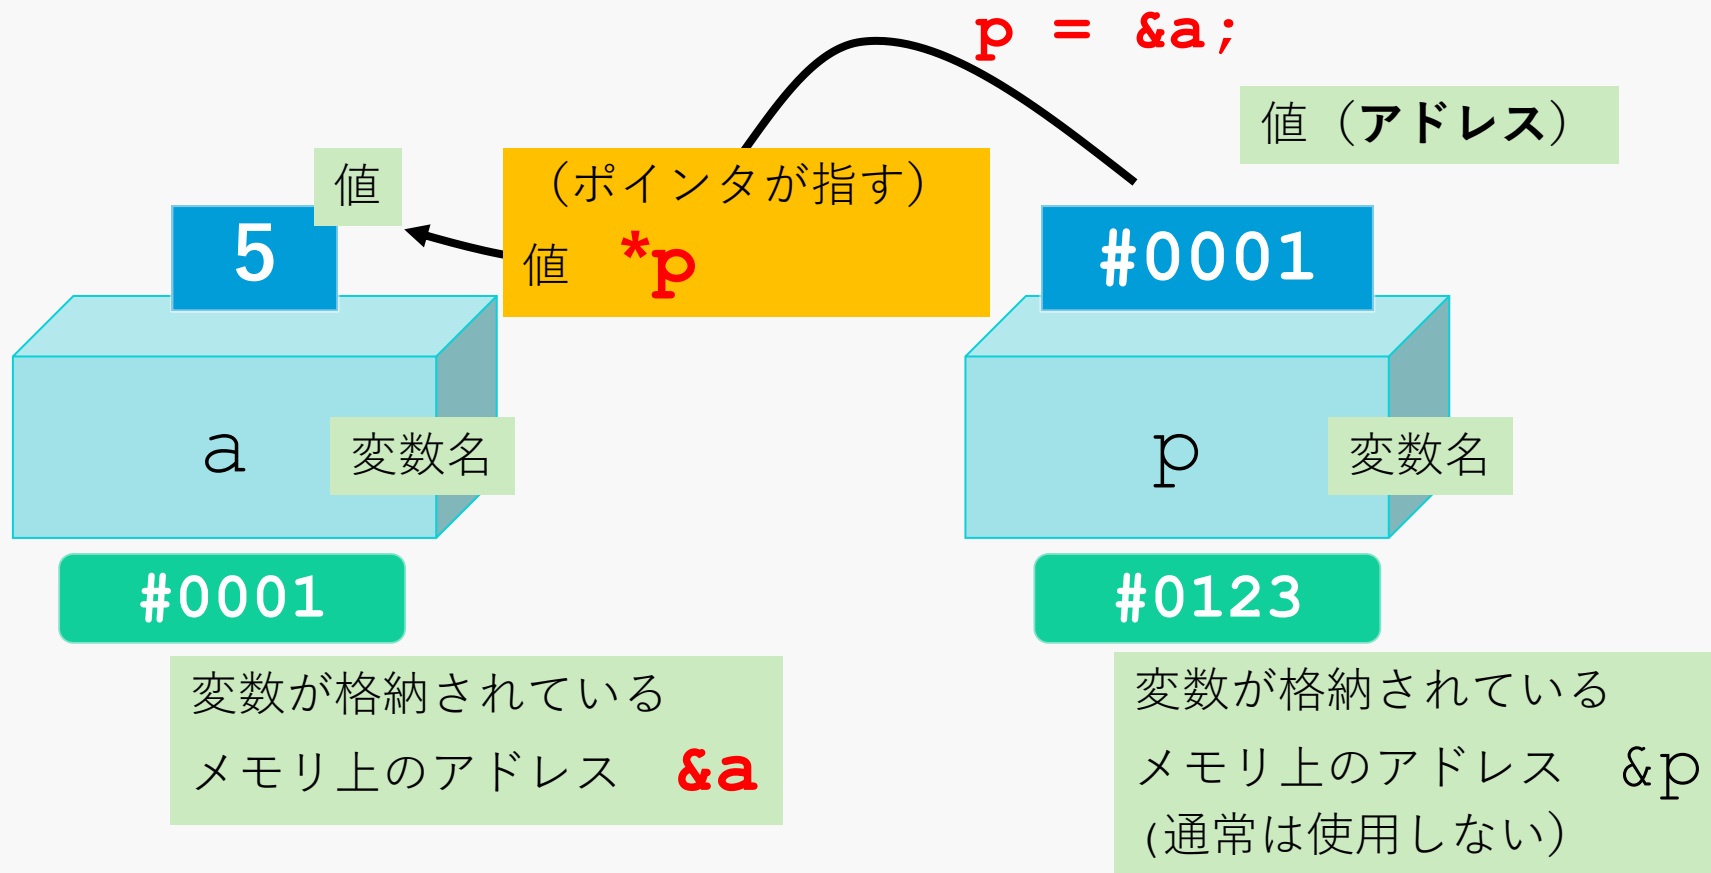 p = &a;
値（アドレス）
値
（ポインタが指す）
値　*p
5
#0001
a
変数名
p
変数名
#0001
#0123
変数が格納されている
メモリ上のアドレス　&a
変数が格納されている
メモリ上のアドレス　&p
(通常は使用しない）